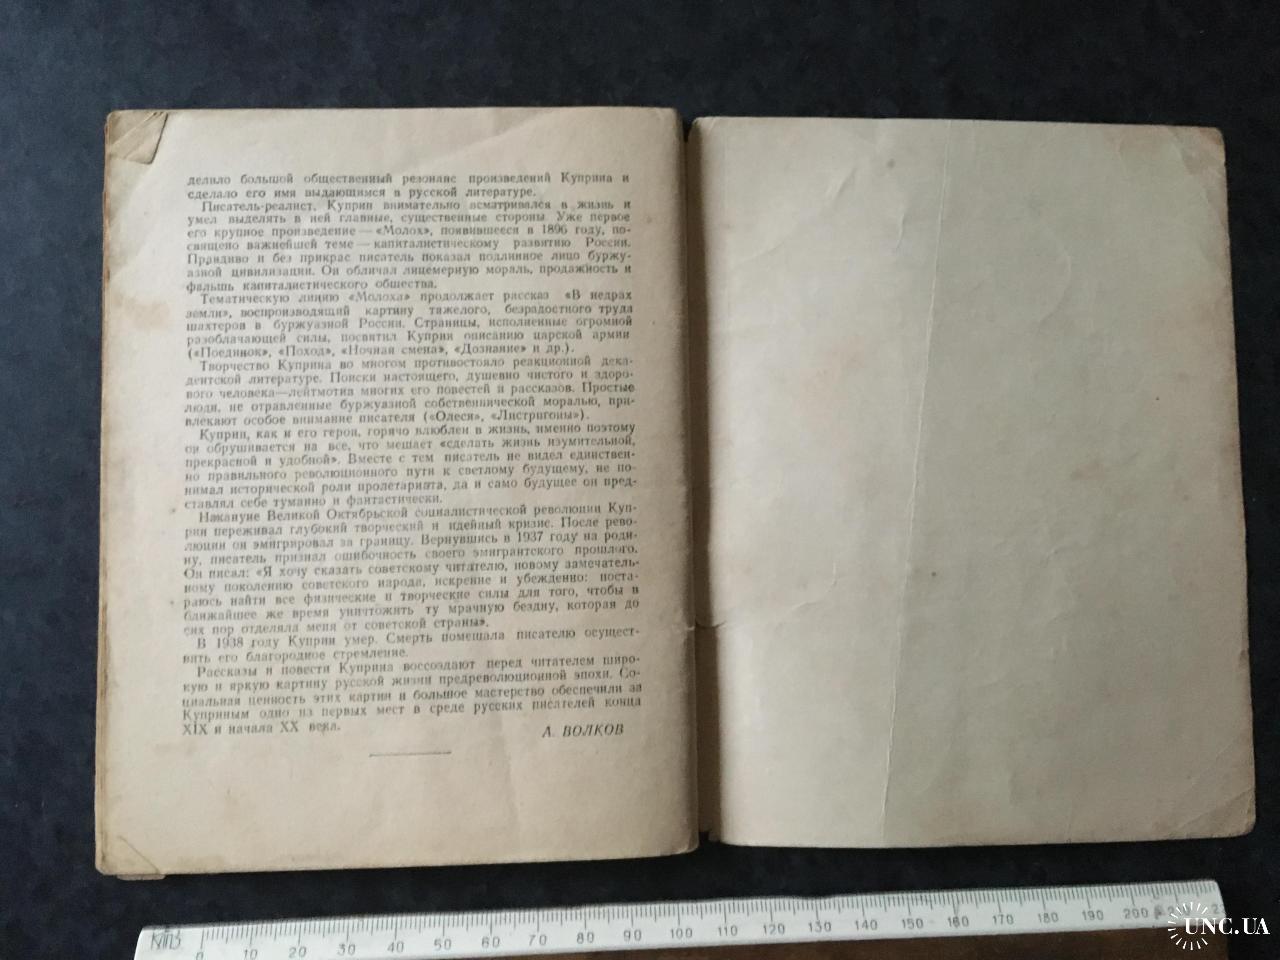 делило большой общественный резонанс произведений Куприна и
сделало его имя выдающимся в русской литературе.
Писатель-реалист, Куприн внимательно всматривался в жизнь и
умел выделять в ней главные, существенные стороны. Уже первое
его крупное произведение — «Молох», появившееся в 1896 году, по-
священо важнейшей теме — капиталистическому развитию России.
Правдиво и без прикрас писатель показал подлинное лицо буржу-
азной цивилизации. Он обличал лицемерную мораль, продажность и
фальшь капиталистического общества.
Тематическую линию «Молоха» продолжает рассказ «В недрах
земли», воспроизводящий картину тяжелого, безрадостного труда
шахтеров в буржуазной России. Страницы, исполненные огромной
разоблачающей силы, посвятил Куприн описанию царской армии
(«Поединок», «Поход», «Ночная смена», «Дознание» и др.).
Творчество Куприна во многом противостояло реакционной дека-
дентской литературе. Поиски настоящего, душевно чистого и здоро-
вого человека—лейтмотив многих его повестей и рассказов. Простые
люди, не отравленные буржуазной собственнической моралью, при-
влекают особое внимание писателя («Олеся», «Листригоны»).
Куприн, как и его герои, горячо влюблен в жизнь, именно поэтому
он обрушивается на все, что мешает «сделать жизнь изумительной,
прекрасной и удобной». Вместе с тем писатель не видел единствен-
но правильного революционного пути к светлому будущему, не по-
нимал исторической роли пролетариата, да и само будущее он пред-
ставлял себе туманно и фантастически.
Накануне Великой Октябрьской социалистической революции Куп-
рин переживал глубокий творческий и идейный кризис. После рево-
люции он эмигрировал за границу. Вернувшись в 1937 году на роди-
ну, писатель признал ошибочность своего эмигрантского прошлого.
Он писал: «Я хочу сказать советскому читателю, новому замечатель-
ному поколению советского народа, искренне и убежденно: поста-
раюсь найти все физические и творческие силы для того, чтобы в
ближайшее же время уничтожить ту мрачную бездну, которая до
сих пор отделяла меня от советской страны».
В 1938 году Куприн умер. Смерть помешала писателю осущест-
вить его благородное стремление.
Рассказы и повести Куприна воссоздают перед читателем широ-
кую и яркую картину русской жизни предреволюционной эпохи. Со-
циальная ценность этих картин и большое мастерство обеспечили за
Куприным одно из первых мест в среде русских писателей конца
XIX и начала XX века.
А. ВОЛКОВ
0 10 20 30 40 50 60 70 80 90 100 110 120 130 140 150 160 170 180 190 200
UNC.UA